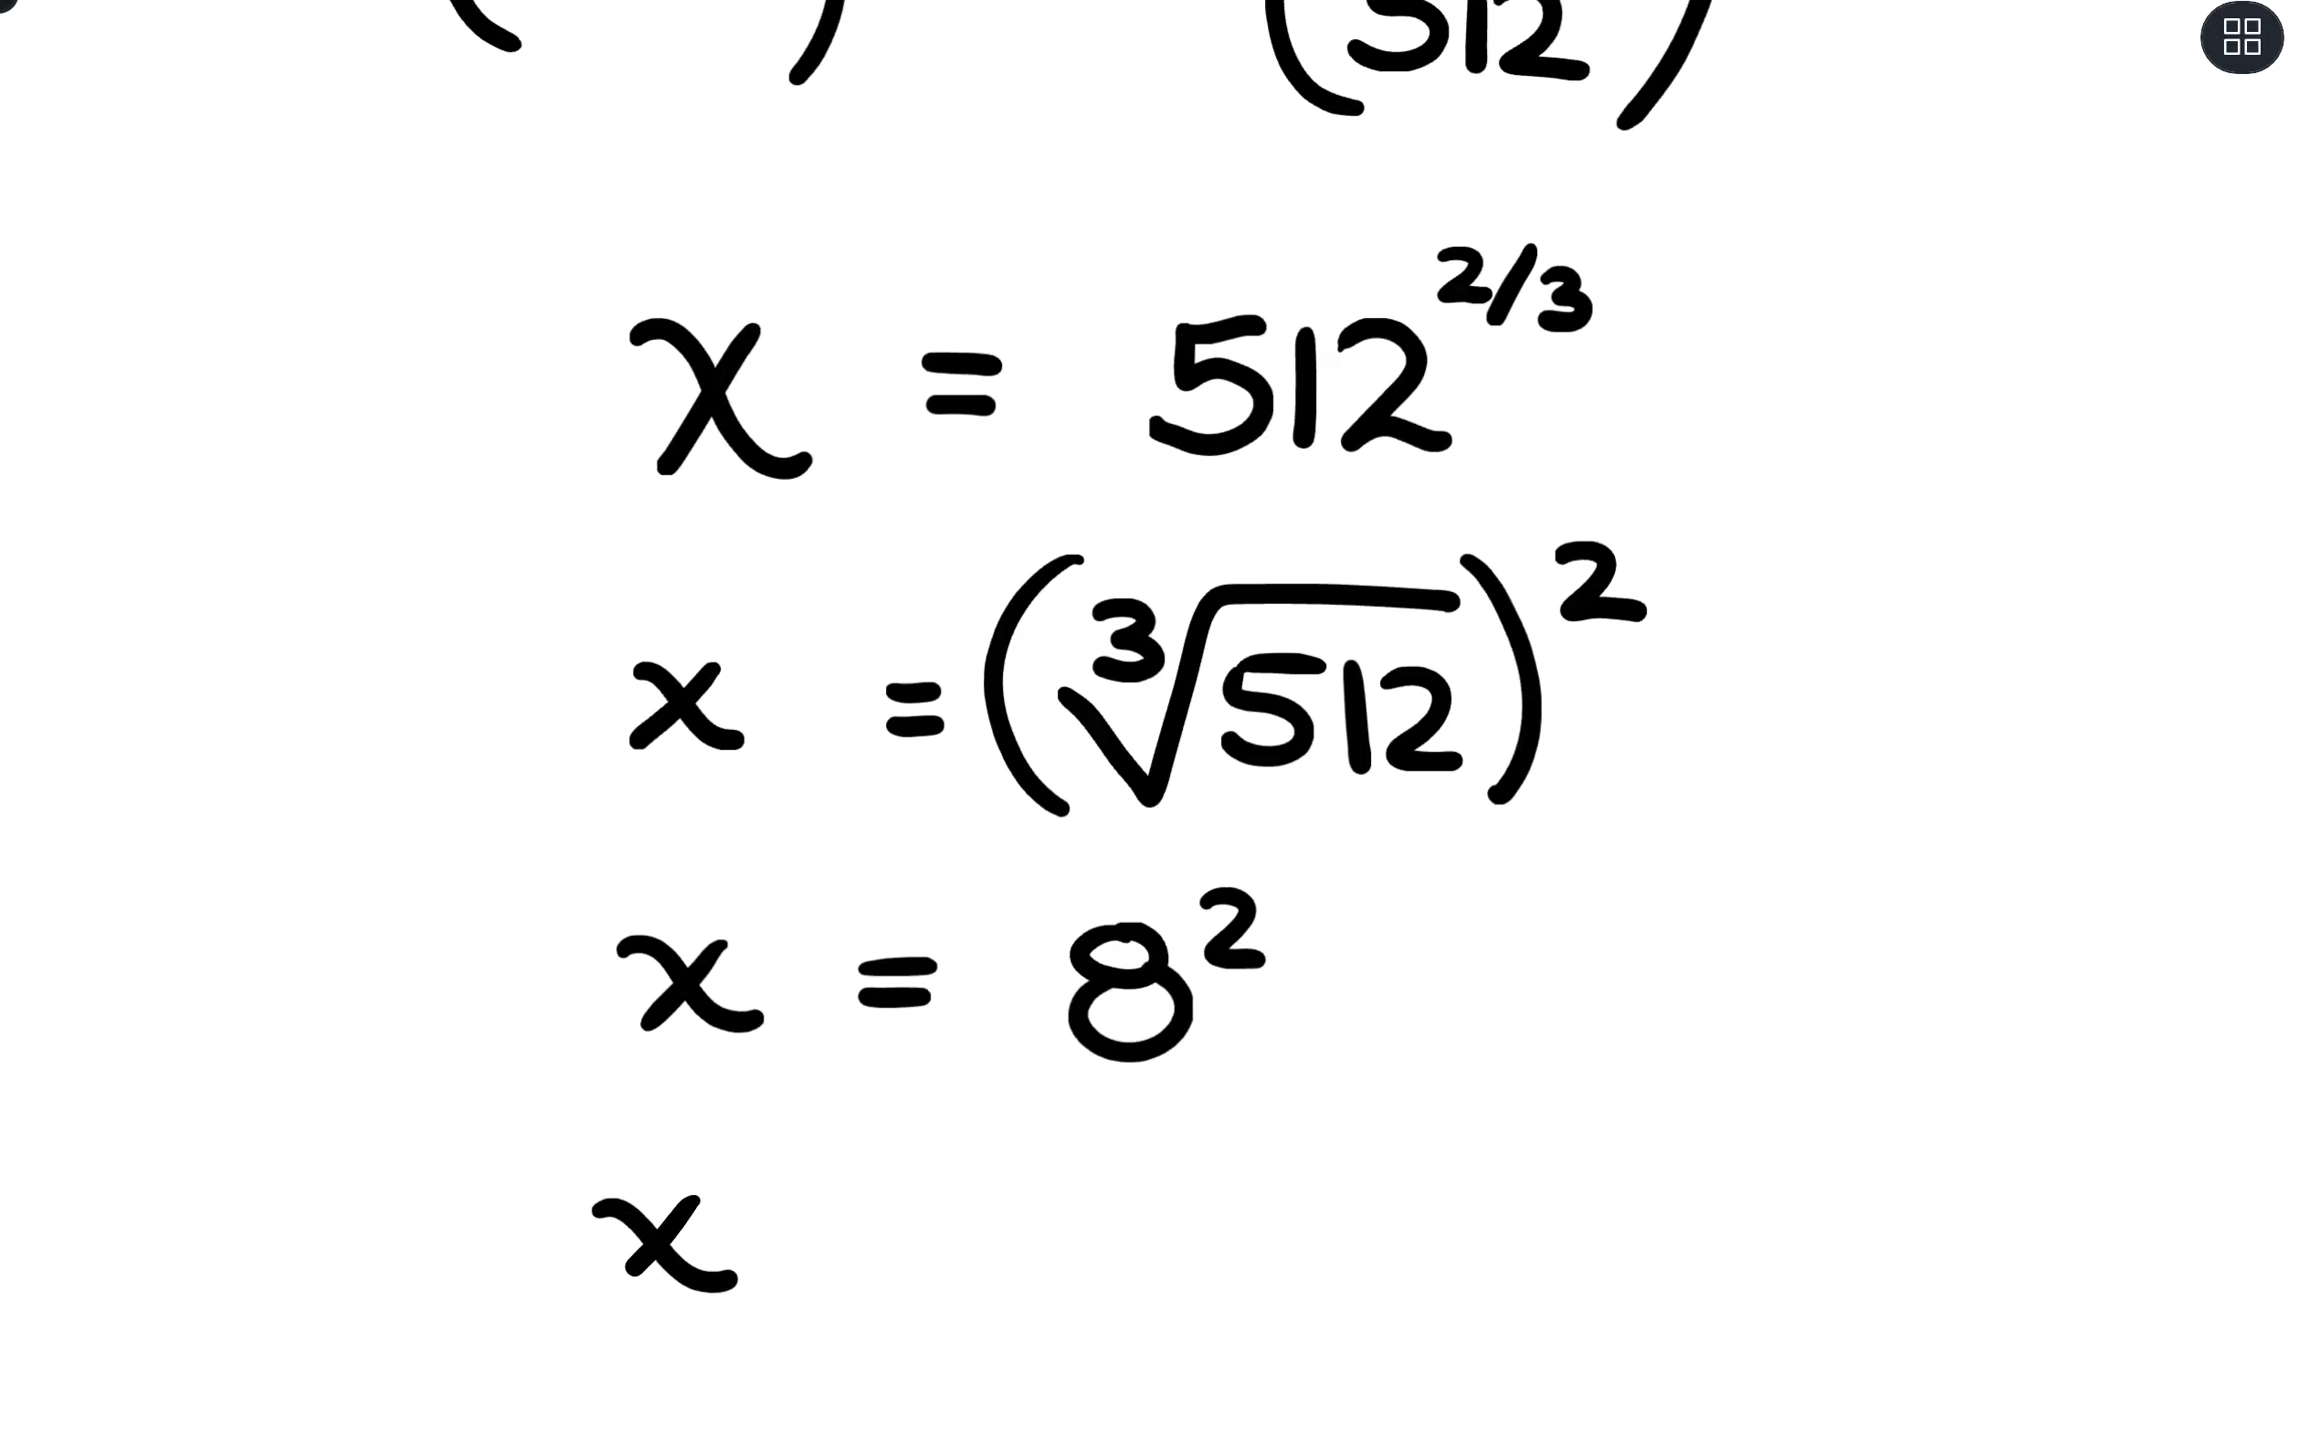 ( ) (512)
x = 512^{2/3}
x = (∛512)^2
x = 8^2
x